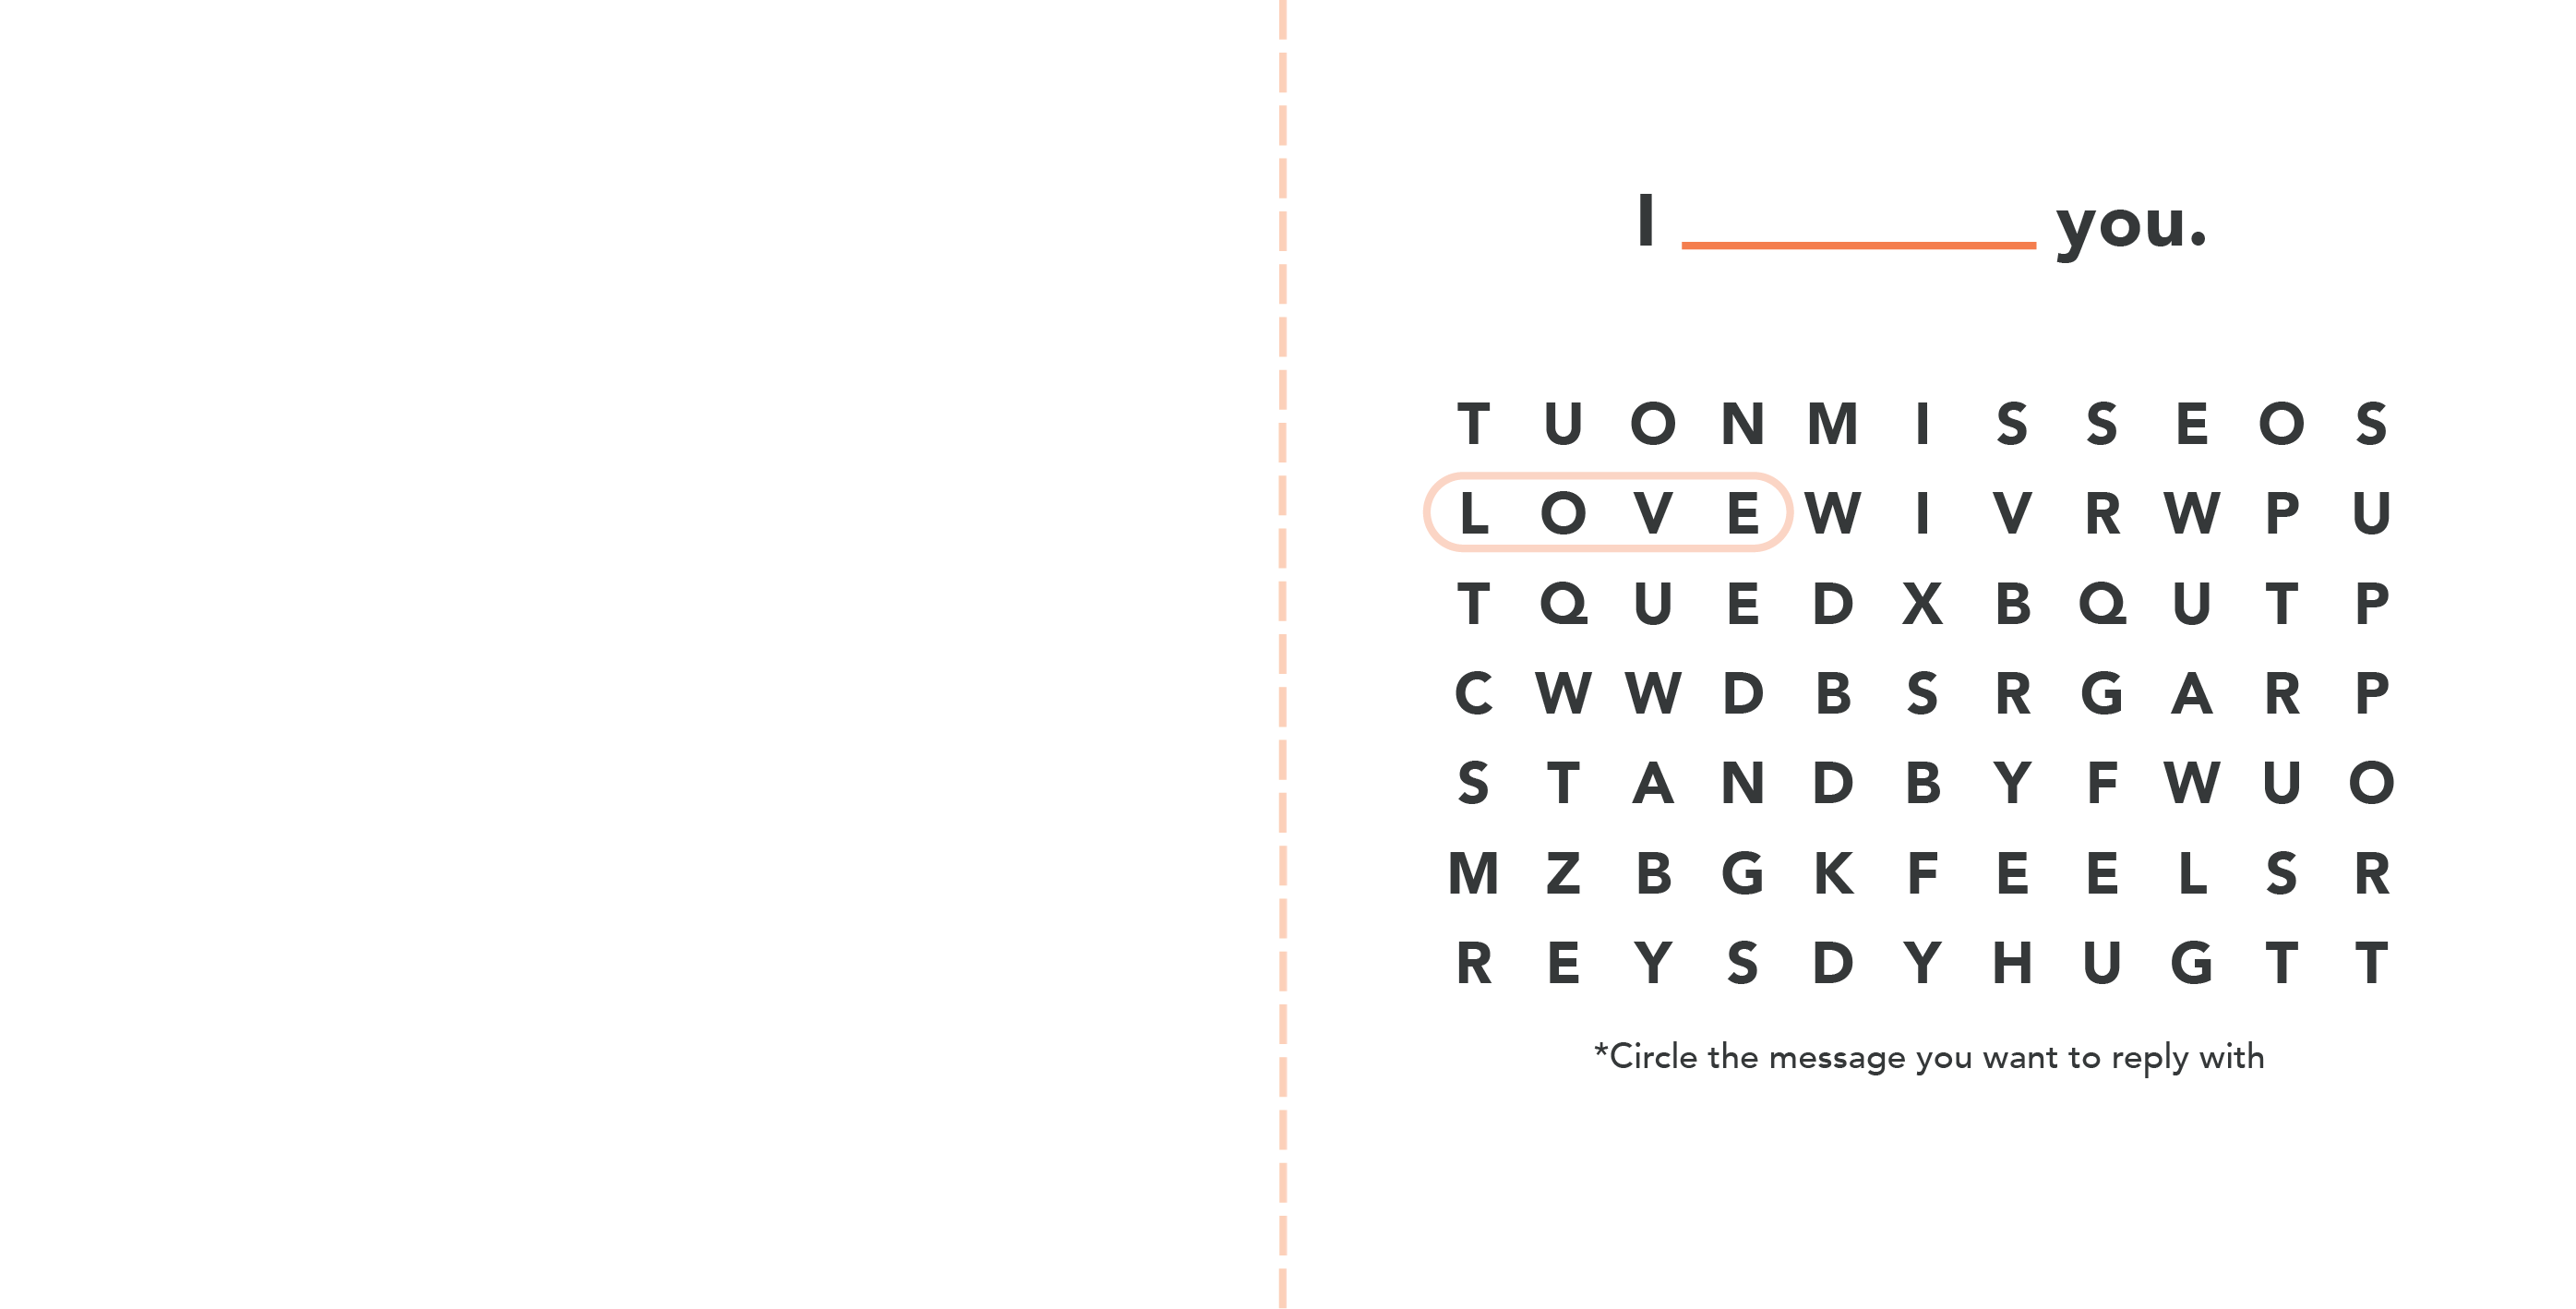 I ________ you.
T U O N M I S S E O S
L O V E W I V R W P U
T Q U E D X B Q U T P
C W W D B S R G A R P
S T A N D B Y F W U O
M Z B G K F E E L S R
R E Y S D Y H U G T T
*Circle the message you want to reply with